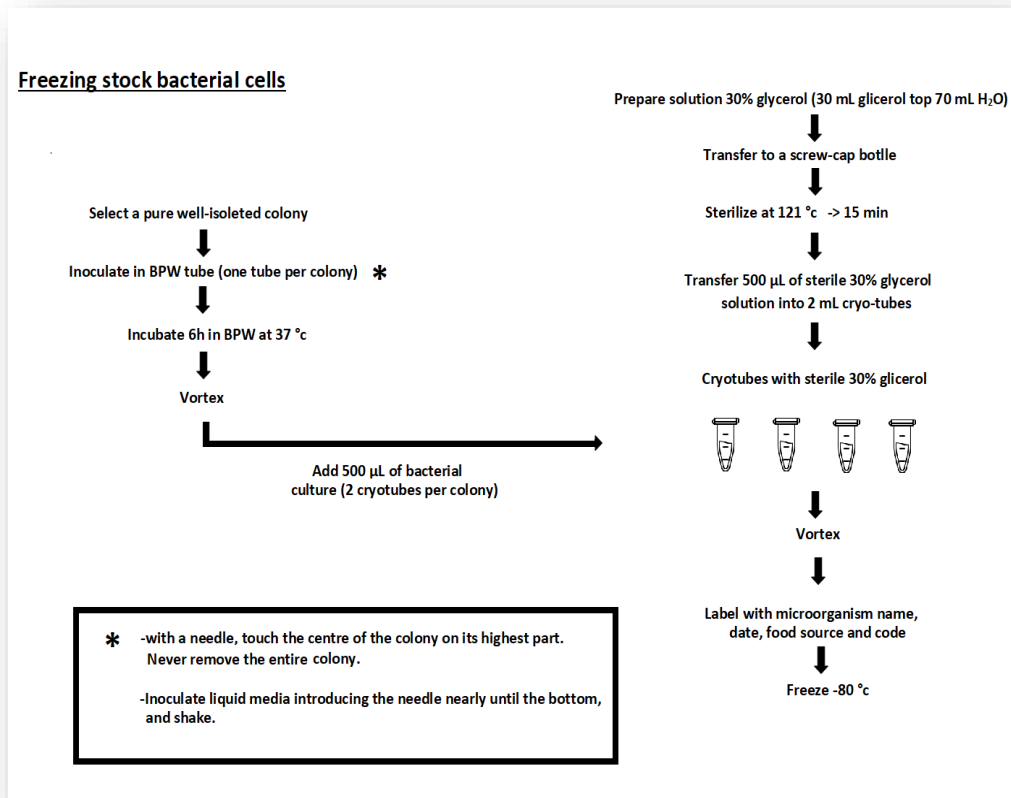 Freezing stock bacterial cells
Select a pure well-isoleted colony
Inoculate in BPW tube (one tube per colony) *
Incubate 6h in BPW at 37 °c
Vortex
Add 500 µL of bacterial
culture (2 cryotubes per colony)
Prepare solution 30% glycerol (30 mL glicerol top 70 mL H₂O)
Transfer to a screw-cap botlle
Sterilize at 121 °c -> 15 min
Transfer 500 µL of sterile 30% glycerol
solution into 2 mL cryo-tubes
Cryotubes with sterile 30% glicerol
Vortex
Label with microorganism name,
date, food source and code
Freeze -80 °c
* -with a needle, touch the centre of the colony on its highest part.
Never remove the entire colony.
-Inoculate liquid media introducing the needle nearly until the bottom,
and shake.